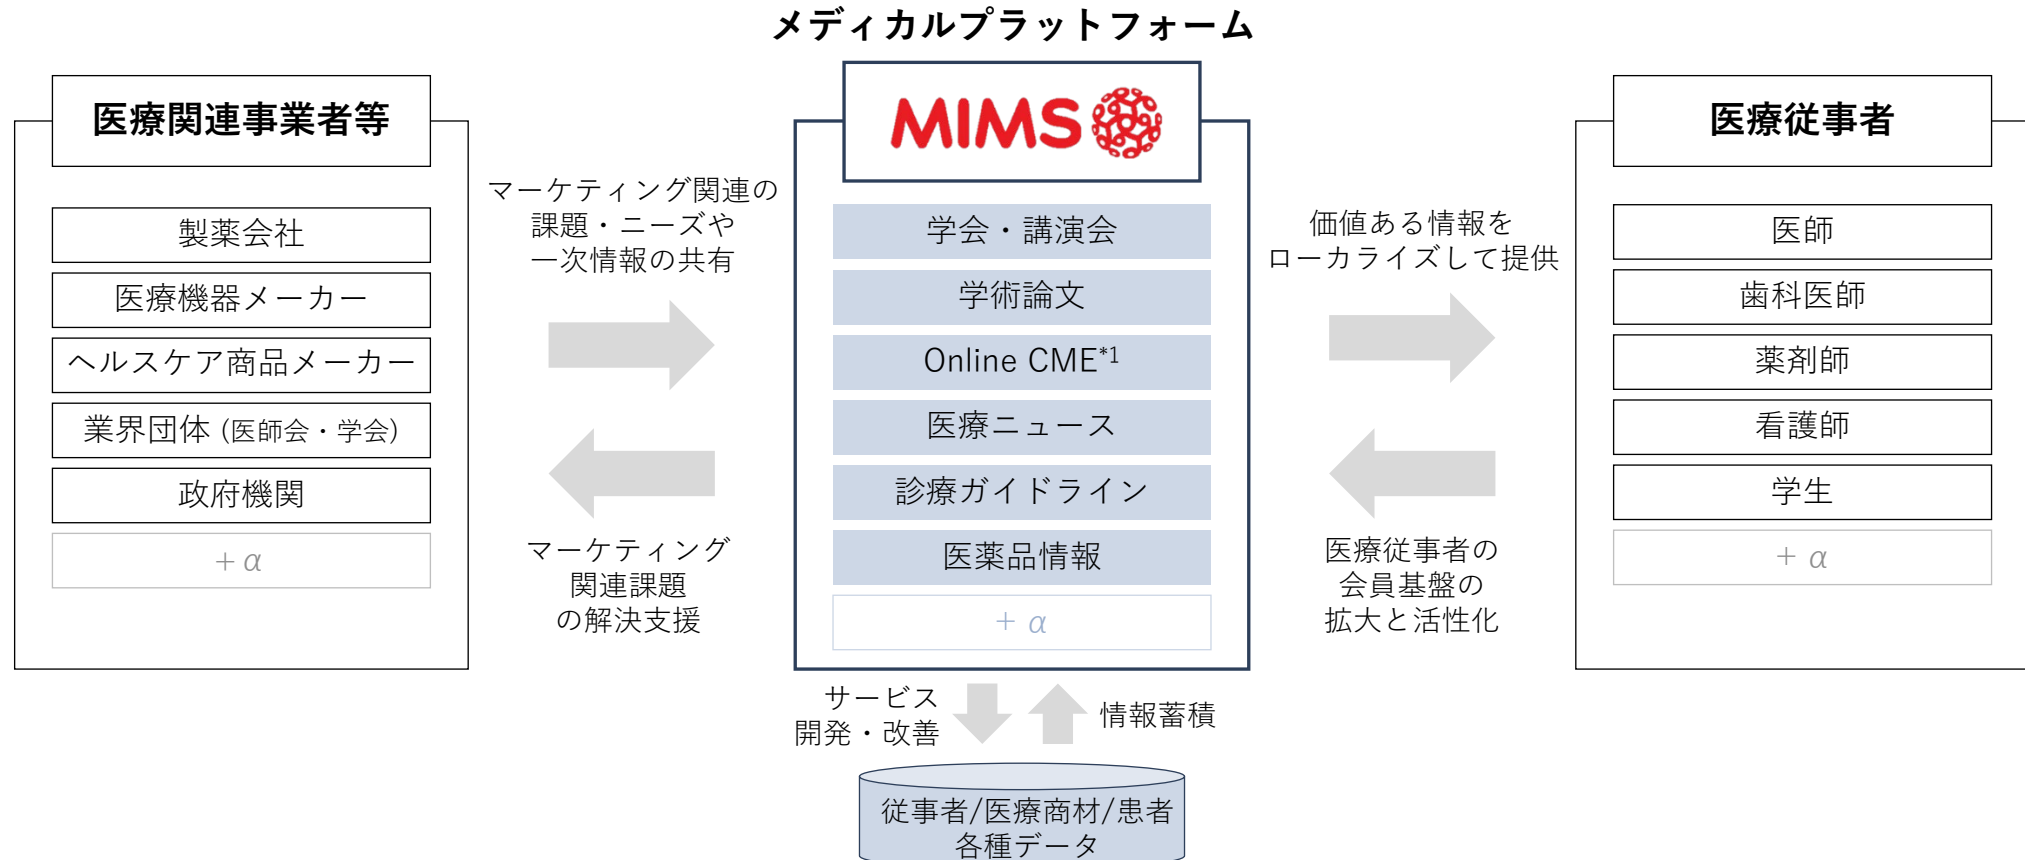 メディカルプラットフォーム
医療関連事業者等
製薬会社
医療機器メーカー
ヘルスケア商品メーカー
業界団体 (医師会・学会)
政府機関
+ α
マーケティング関連の
課題・ニーズや
一次情報の共有
マーケティング
関連課題
の解決支援
MIMS
学会・講演会
学術論文
Online CME*1
医療ニュース
診療ガイドライン
医薬品情報
+ α
価値ある情報を
ローカライズして提供
医療従事者の
会員基盤の
拡大と活性化
医療従事者
医師
歯科医師
薬剤師
看護師
学生
+ α
サービス
開発・改善
情報蓄積
従事者/医療商材/患者
各種データ